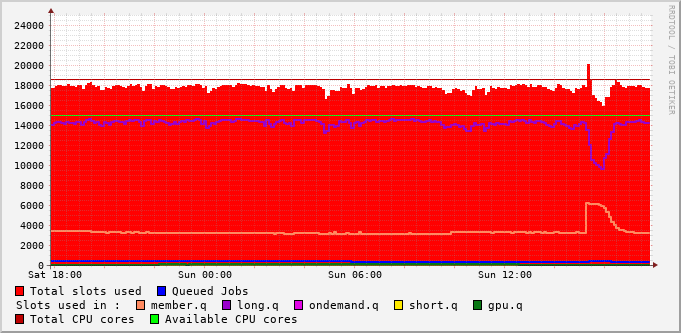 24000
22000
20000
18000
16000
14000
12000
10000
8000
6000
4000
2000
0
Sat 18:00 Sun 00:00 Sun 06:00 Sun 12:00
Total slots used Queued Jobs
Slots used in : member.q long.q ondemand.q short.q gpu.q
Total CPU cores Available CPU cores
RRDTOOL / TOBI OETIKER